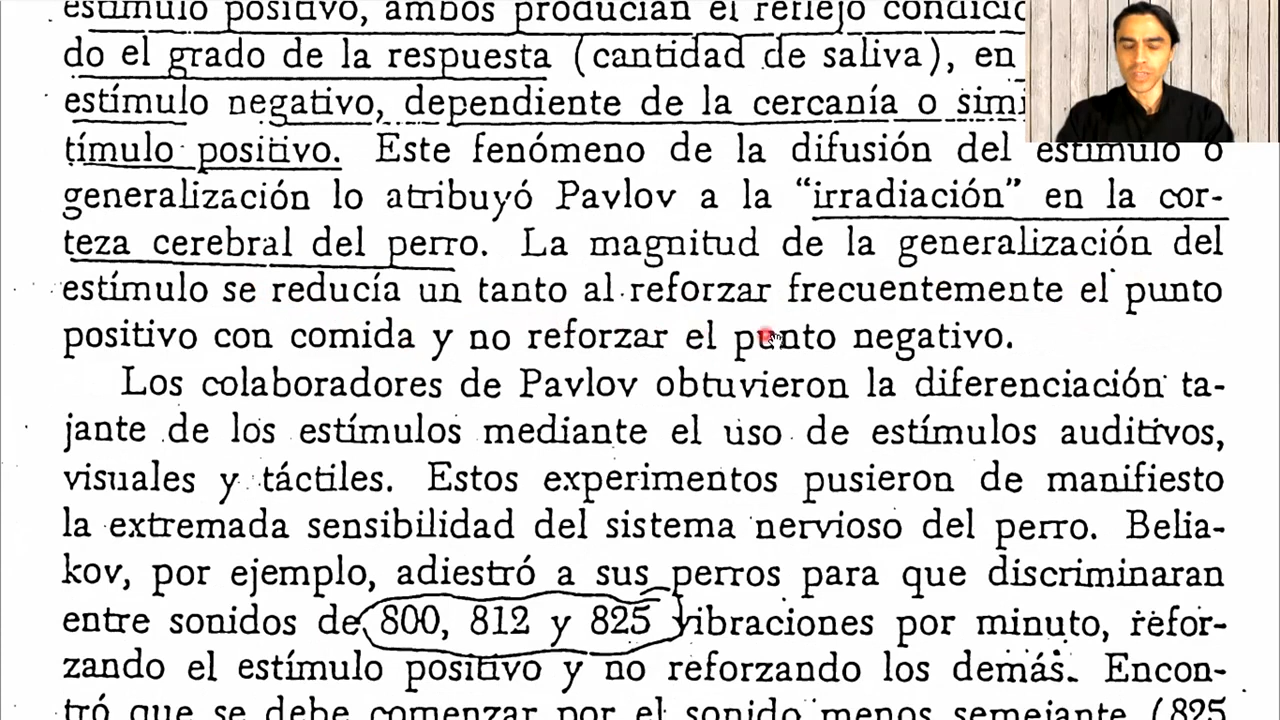 estímulo positivo, ambos producían el reflejo condicio
do el grado de la respuesta (cantidad de saliva), en
estímulo negativo, dependiente de la cercanía o simi
tímulo positivo. Este fenómeno de la difusión del estímulo o
generalización lo atribuyó Pavlov a la “irradiación” en la cor-
teza cerebral del perro. La magnitud de la generalización del
estímulo se reducía un tanto al reforzar frecuentemente el punto
positivo con comida y no reforzar el punto negativo.
Los colaboradores de Pavlov obtuvieron la diferenciación ta-
jante de los estímulos mediante el uso de estímulos auditivos,
visuales y táctiles. Estos experimentos pusieron de manifiesto
la extremada sensibilidad del sistema nervioso del perro. Belia-
kov, por ejemplo, adiestró a sus perros para que discriminaran
entre sonidos de 800, 812 y 825 vibraciones por minuto, refor-
zando el estímulo positivo y no reforzando los demás. Encon-
tró que se debe comenzar por el sonido menos semejante (825